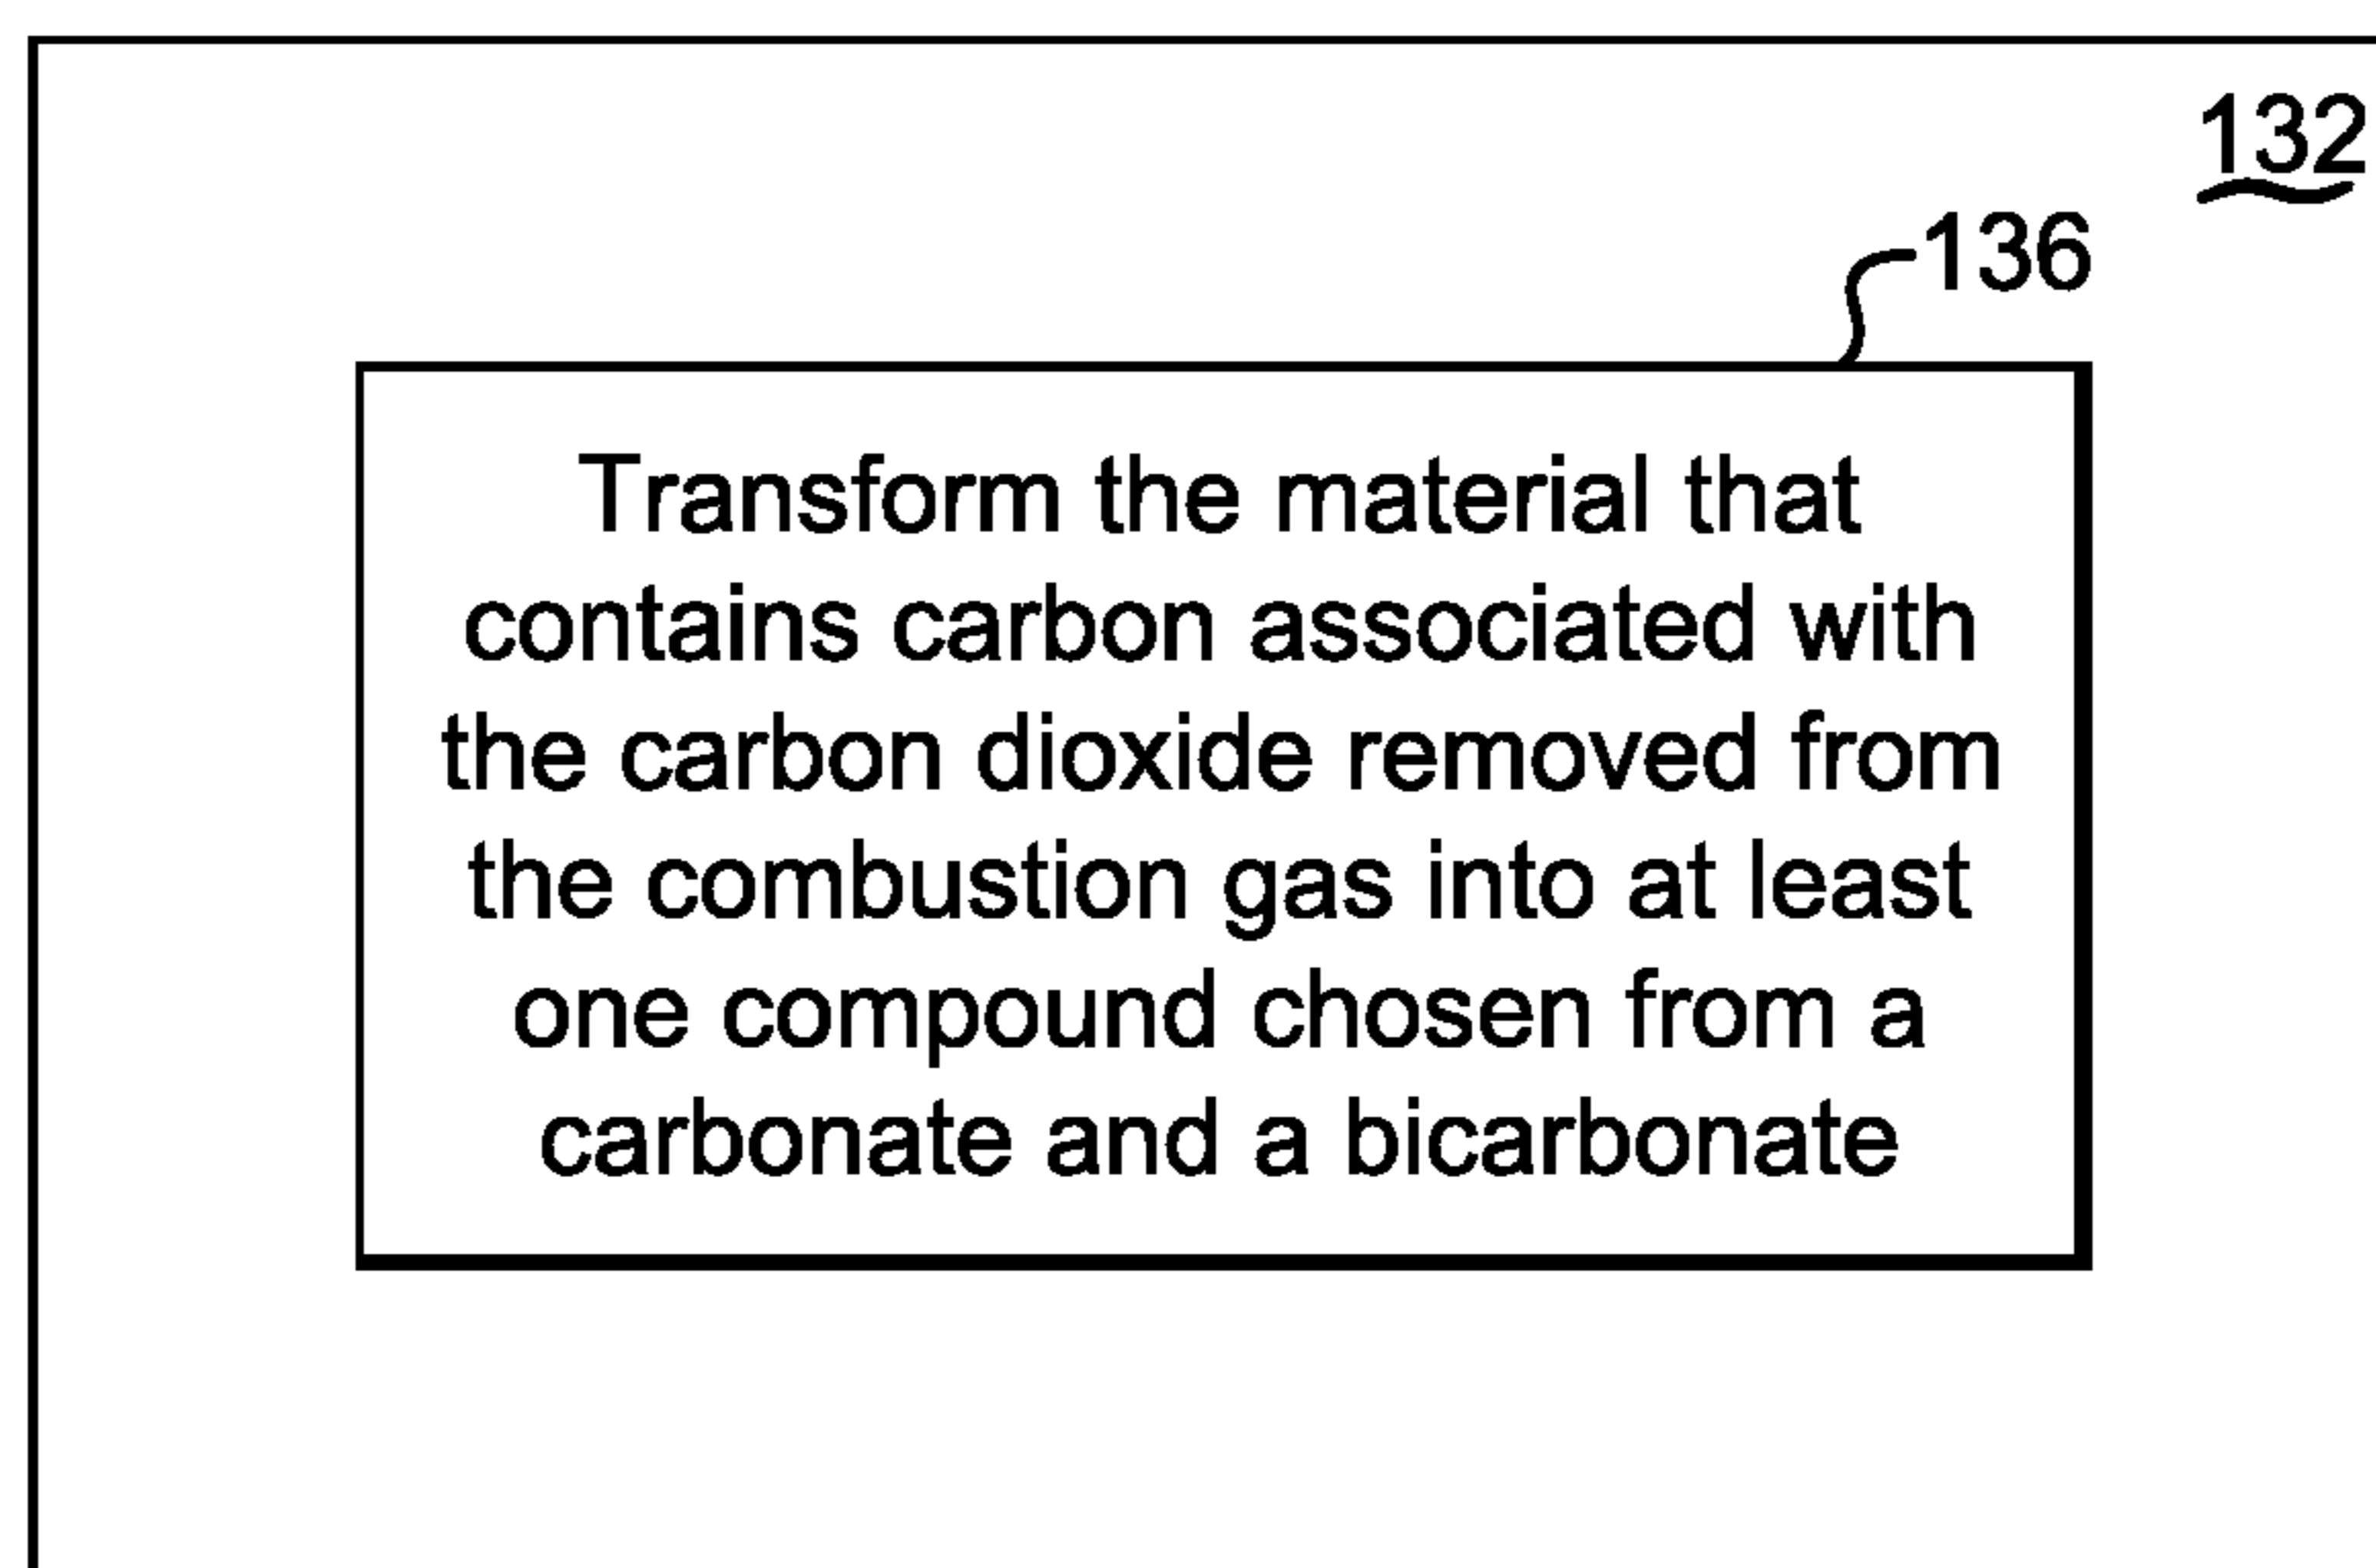 132
136
Transform the material that
contains carbon associated with
the carbon dioxide removed from
the combustion gas into at least
one compound chosen from a
carbonate and a bicarbonate